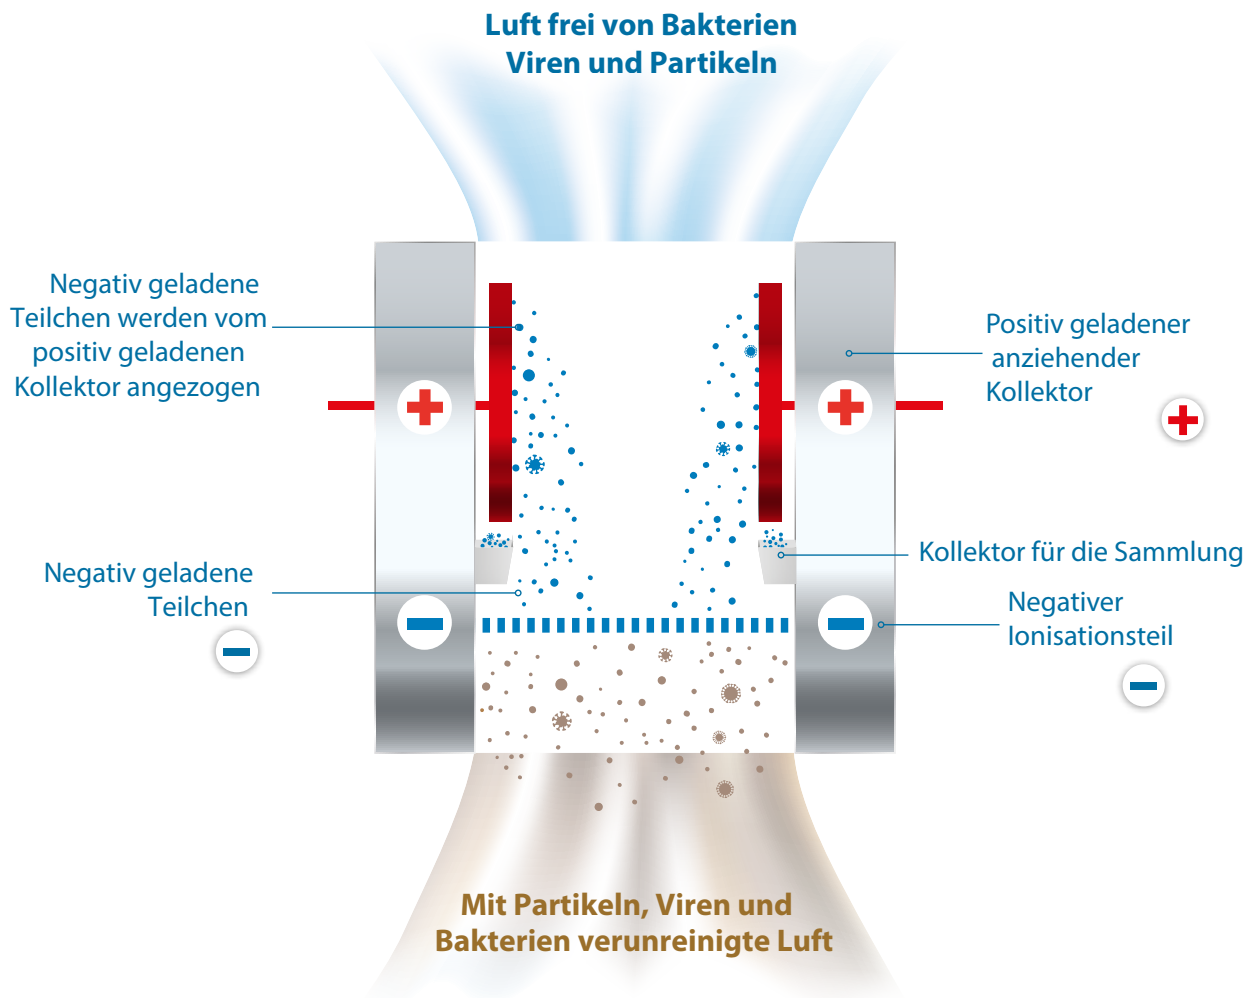 Luft frei von Bakterien
Viren und Partikeln
Negativ geladene
Teilchen werden vom
positiv geladenen
Kollektor angezogen
Positiv geladener
anziehender
Kollektor
Kollektor für die Sammlung
Negativ geladene
Teilchen
Negativer
Ionisationsteil
Mit Partikeln, Viren und
Bakterien verunreinigte Luft